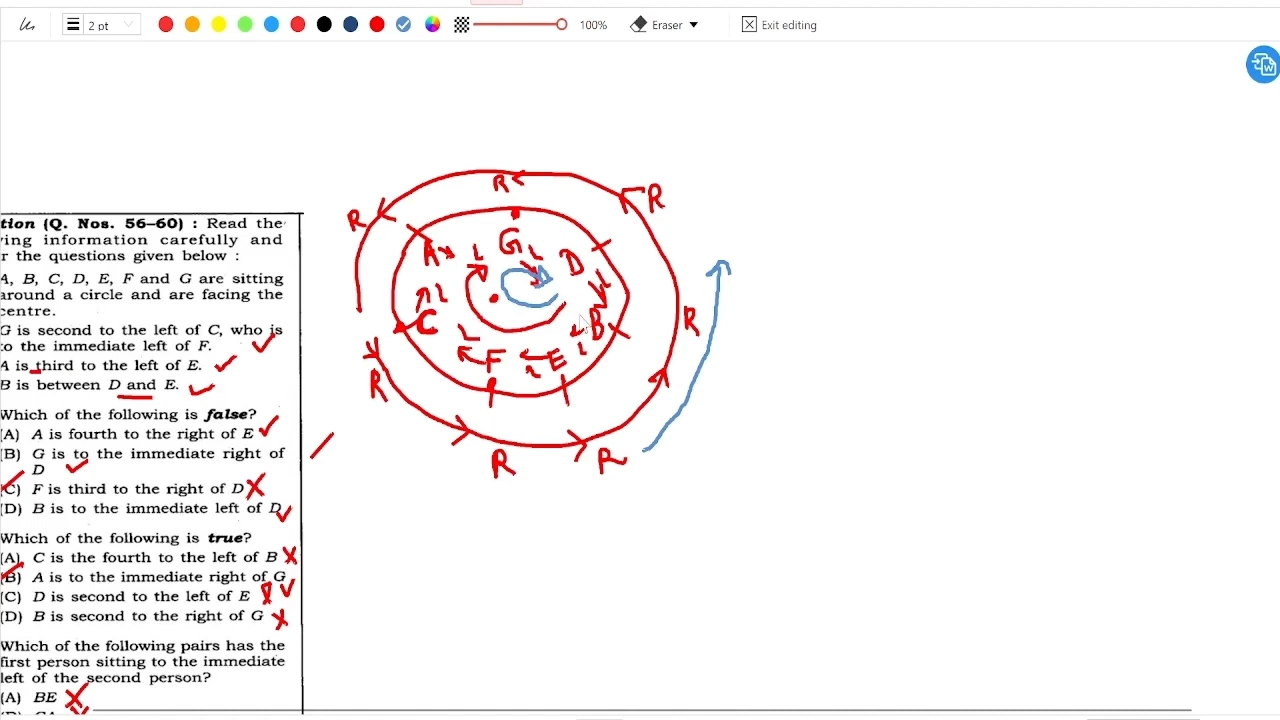 2 pt
100%
Eraser
Exit editing
tion (Q. Nos. 56–60) : Read the
ving information carefully and
r the questions given below :
A, B, C, D, E, F and G are sitting
around a circle and are facing the
centre.
G is second to the left of C, who is
to the immediate left of F.
A is third to the left of E.
B is between D and E.
Which of the following is false?
(A) A is fourth to the right of E
(B) G is to the immediate right of
D
(C) F is third to the right of D
(D) B is to the immediate left of D
Which of the following is true?
(A) C is the fourth to the left of B
(B) A is to the immediate right of G
(C) D is second to the left of E
(D) B is second to the right of G
Which of the following pairs has the
first person sitting to the immediate
left of the second person?
(A) BE
R
R
R
A
L
G
L
D
C
L
B
R
L
F
L
E
L
R
R
R